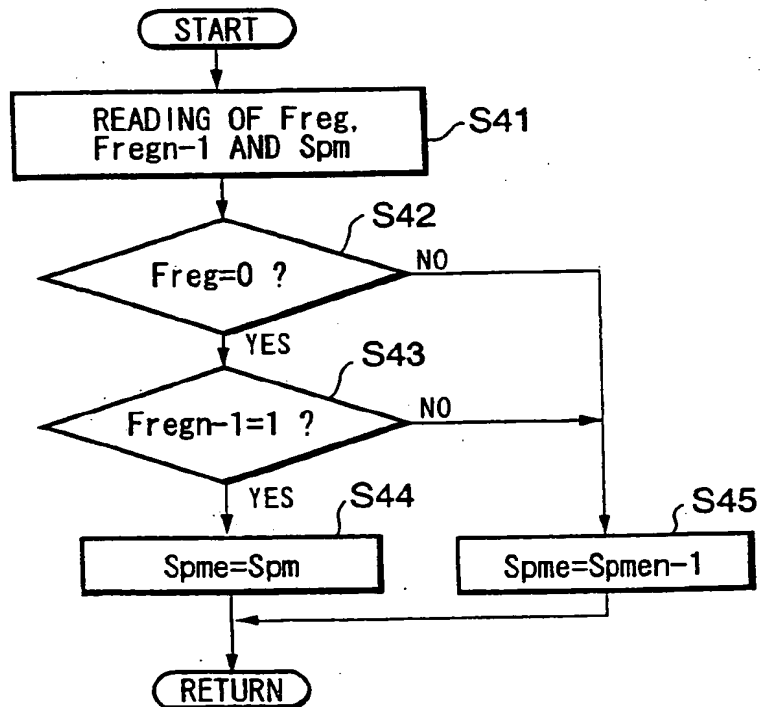 START
READING OF Freg,
Fregn-1 AND Spm
S41
S42
Freg=0 ?
NO
YES
S43
Fregn-1=1 ?
NO
YES
S44
S45
Spme=Spm
Spme=Spmen-1
RETURN